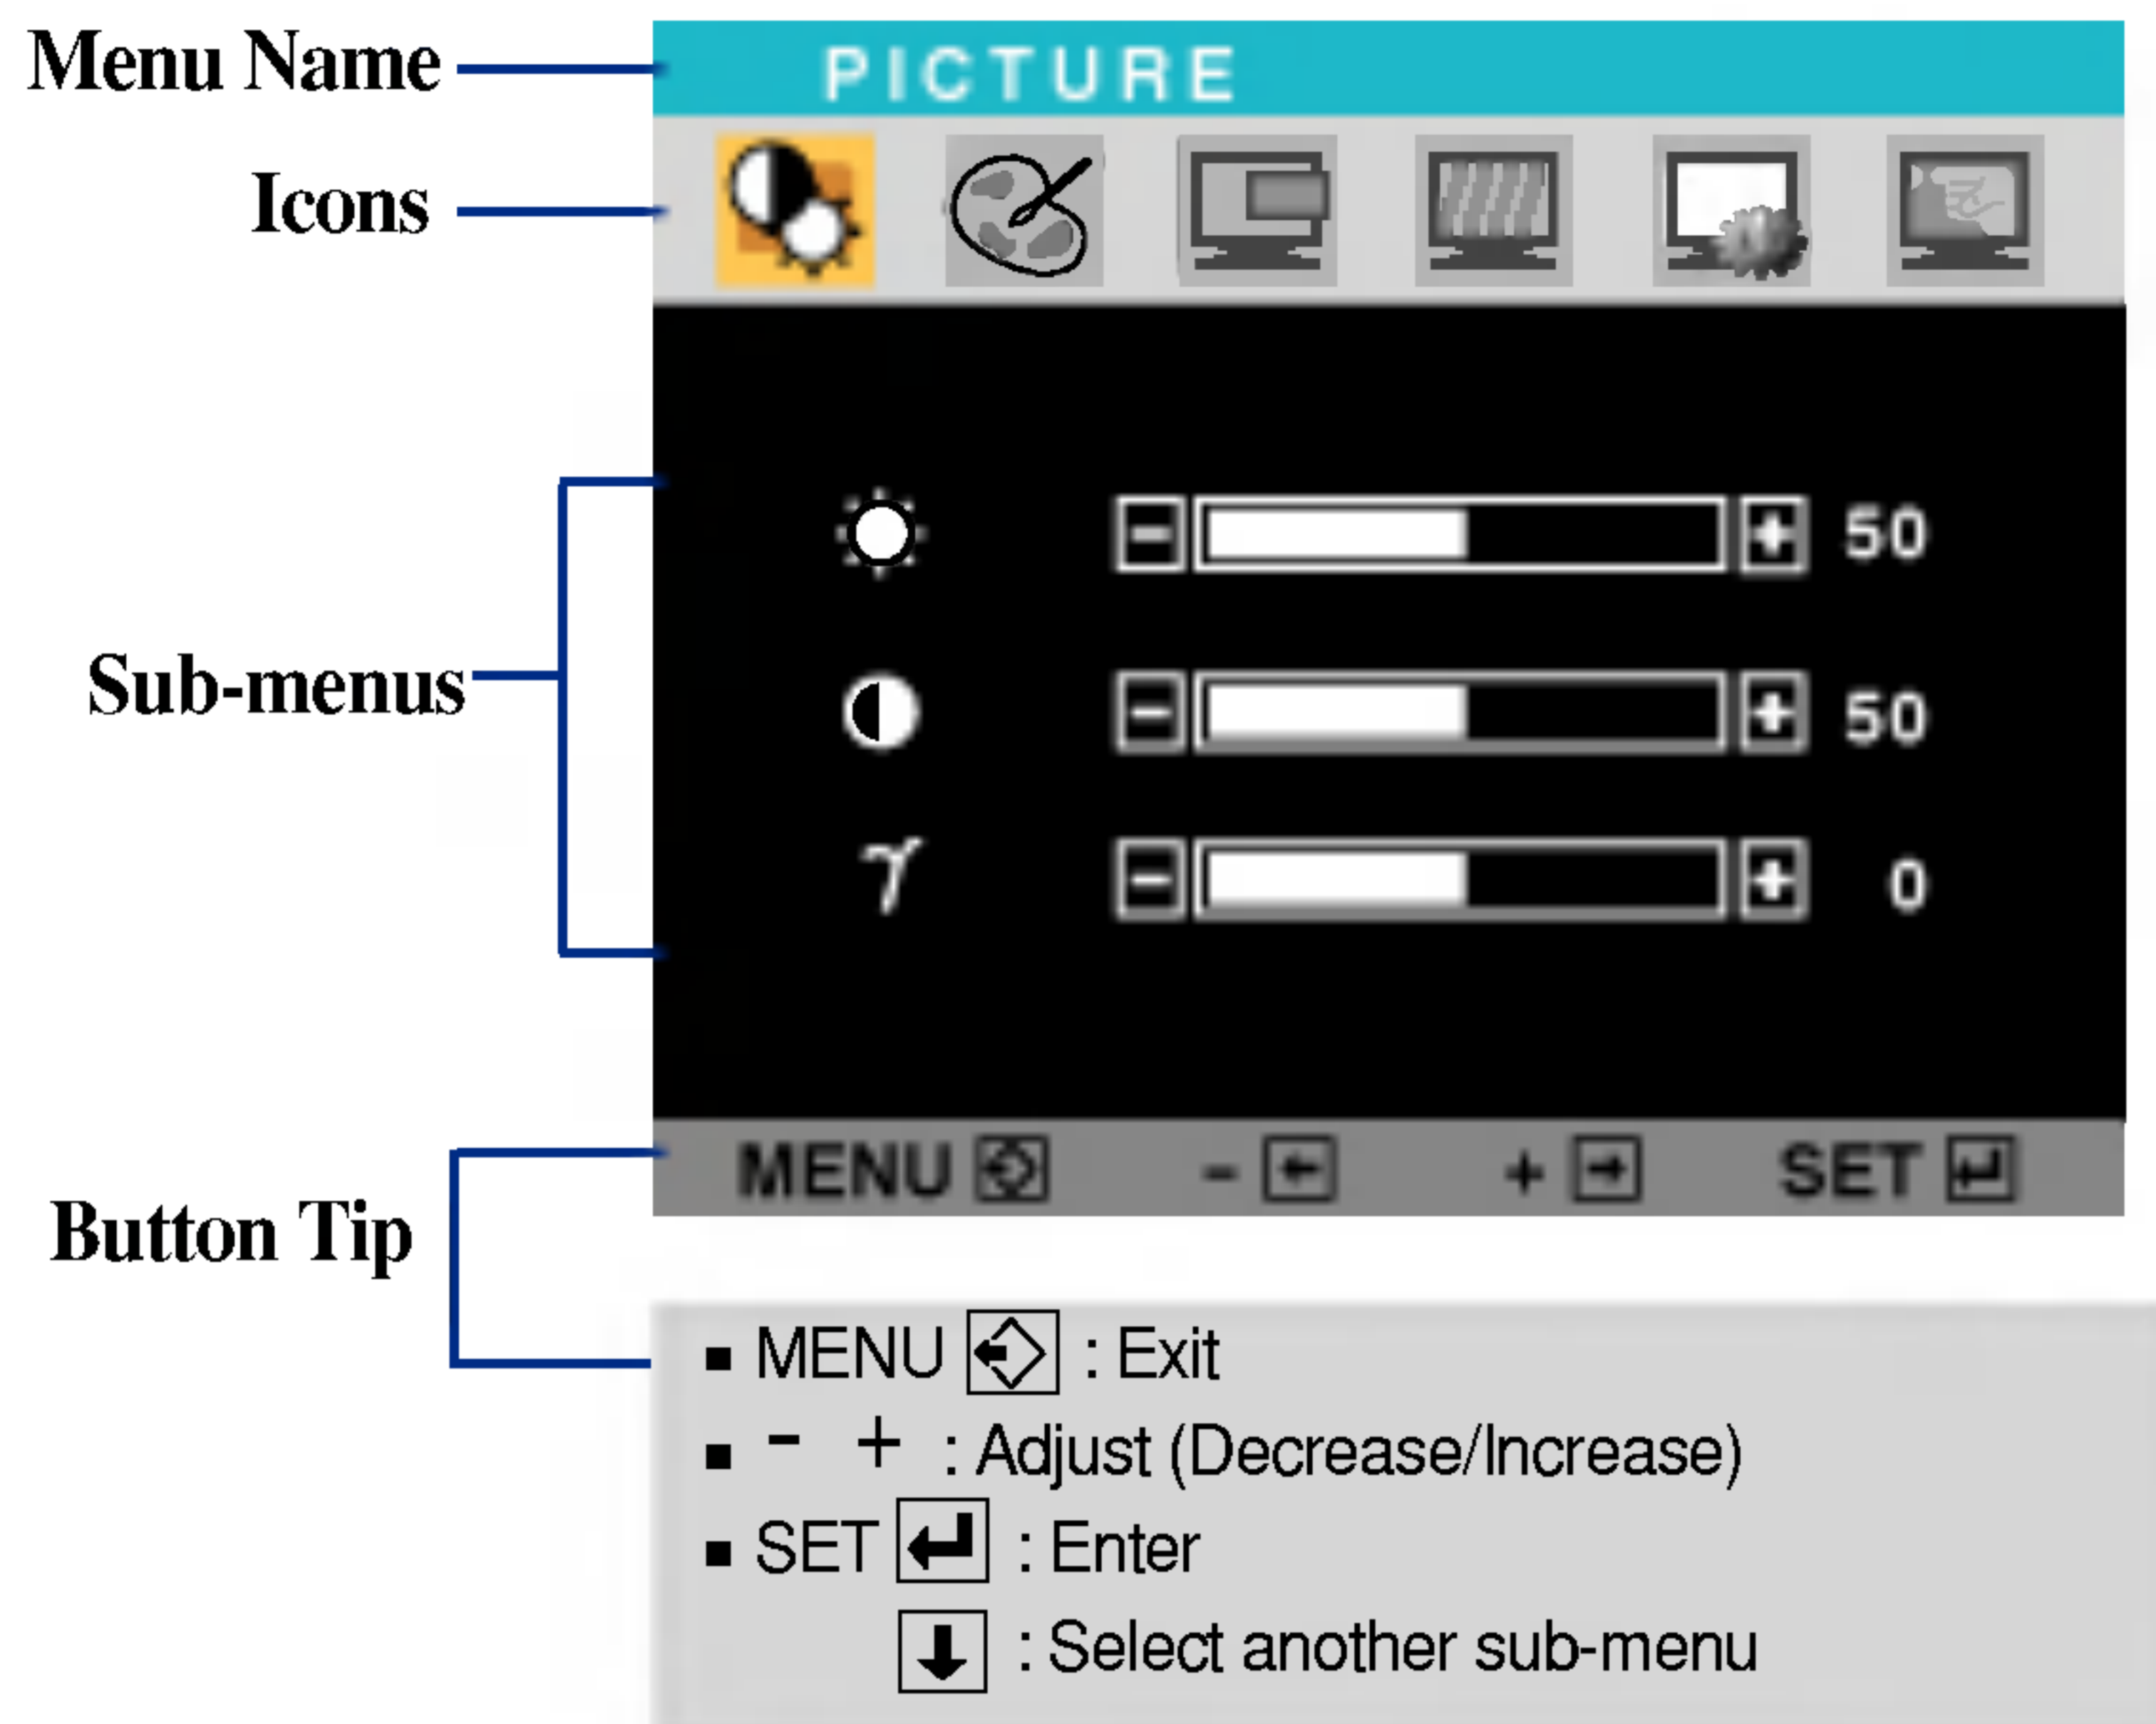 Menu Name
PICTURE
Icons
Sub-menus
- + 50
- + 50
γ - + 0
MENU - + SET
Button Tip
■ MENU : Exit
■ - + : Adjust (Decrease/Increase)
■ SET : Enter
: Select another sub-menu